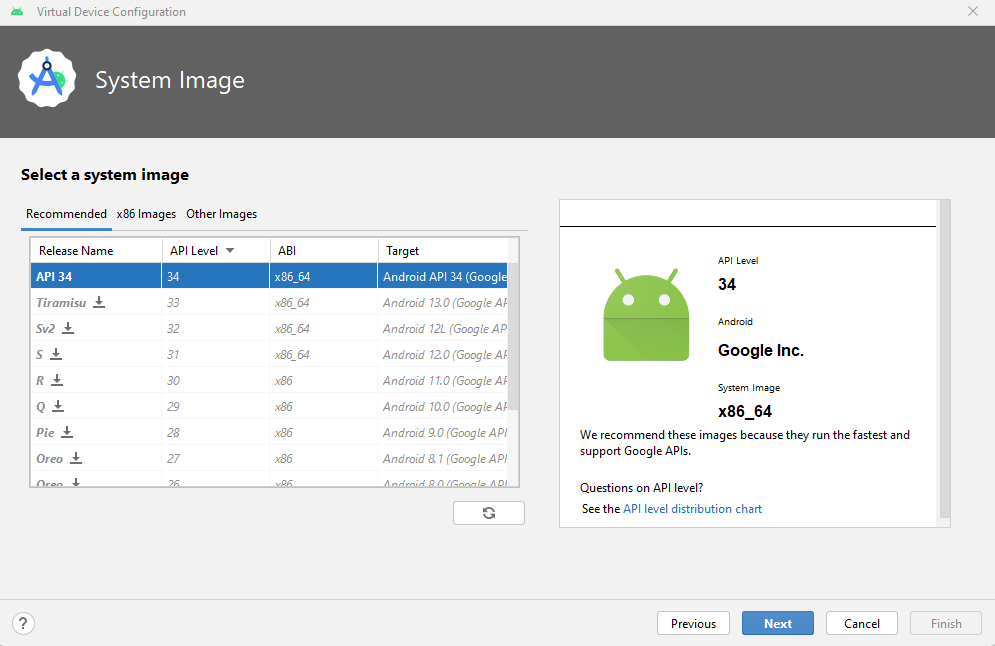 Virtual Device Configuration
System Image
Select a system image
Recommended x86 Images Other Images
Release Name API Level ABI Target
API 34 34 x86_64 Android API 34 (Google
Tiramisu 33 x86_64 Android 13.0 (Google AP
Sv2 32 x86_64 Android 12L (Google AP
S 31 x86_64 Android 12.0 (Google AP
R 30 x86 Android 11.0 (Google AP
Q 29 x86 Android 10.0 (Google AP
Pie 28 x86 Android 9.0 (Google API
Oreo 27 x86 Android 8.1 (Google API
Oreo 26 x86 Android 8.0 (Google API
API Level
34
Android
Google Inc.
System Image
x86_64
We recommend these images because they run the fastest and
support Google APIs.
Questions on API level?
See the API level distribution chart
? Previous Next Cancel Finish